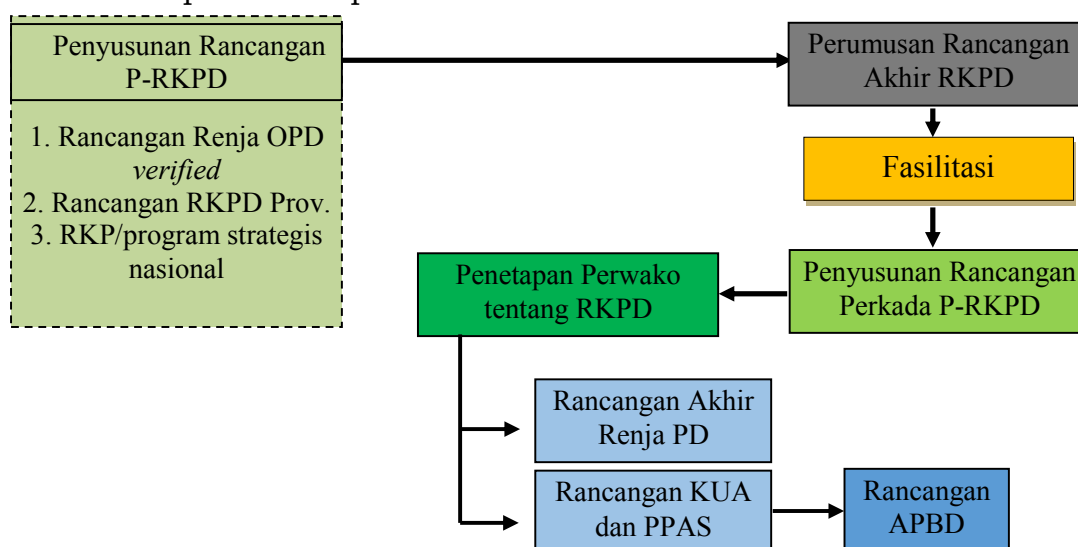 Penyusunan Rancangan
P-RKPD
1. Rancangan Renja OPD
verified
2. Rancangan RKPD Prov.
3. RKP/program strategis
nasional
Perumusan Rancangan
Akhir RKPD
Fasilitasi
Penyusunan Rancangan
Perkada P-RKPD
Penetapan Perwako
tentang RKPD
Rancangan Akhir
Renja PD
Rancangan KUA
dan PPAS
Rancangan
APBD